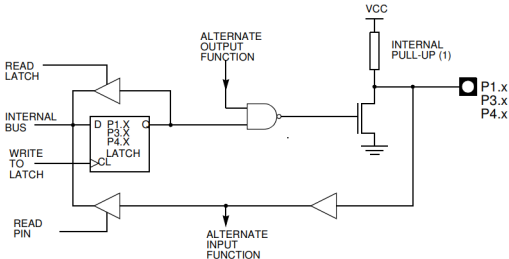 VCC
ALTERNATE
OUTPUT
FUNCTION
INTERNAL
PULL-UP (1)
READ
LATCH
P1.x
P3.x
P4.x
INTERNAL
BUS
D P1.X Q
P3.X
P4.X
LATCH
CL
WRITE
TO
LATCH
READ
PIN
ALTERNATE
INPUT
FUNCTION